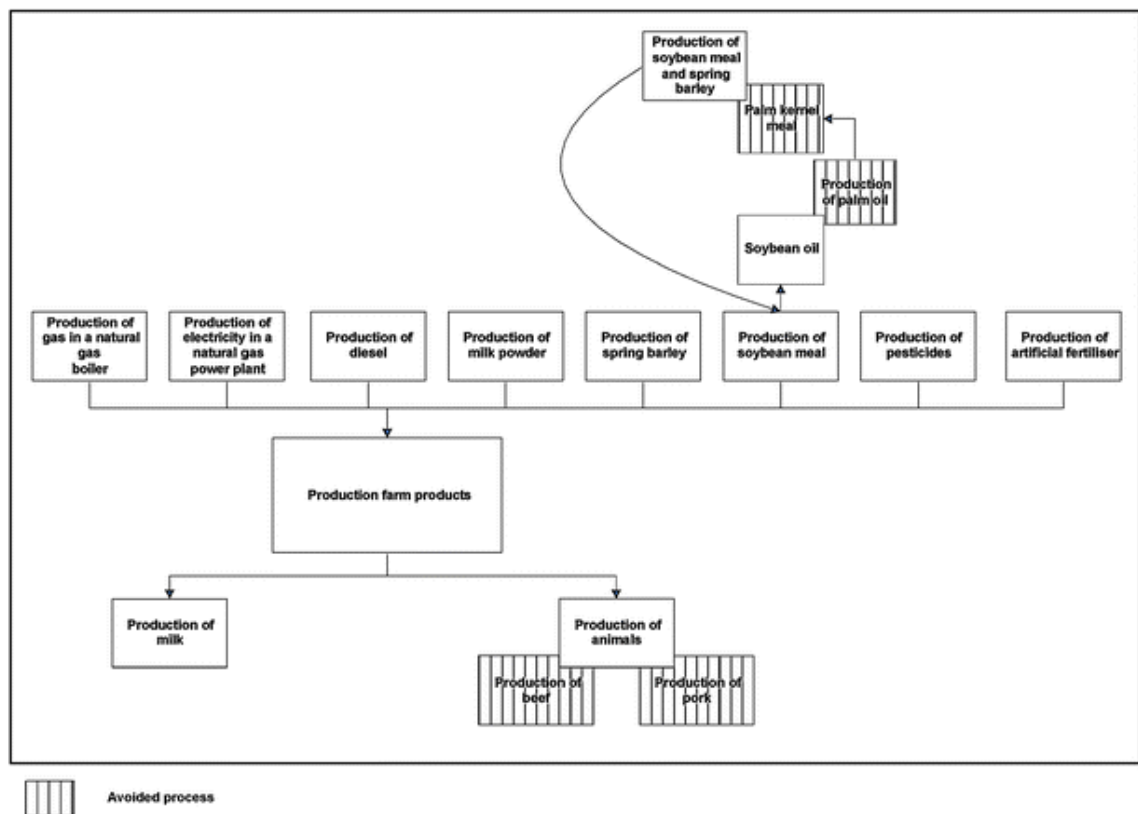 Production of
soybean meal
and spring
barley
Palm kernel
meal
Production
of palm oil
Soybean oil
Production of
gas in a natural
gas
boiler
Production of
electricity in a
natural gas
power plant
Production of
diesel
Production of
milk powder
Production of
spring barley
Production of
soybean meal
Production of
pesticides
Production of
artificial fertiliser
Production farm products
Production of
milk
Production of
animals
Production of
beef
Production of
pork
Avoided process